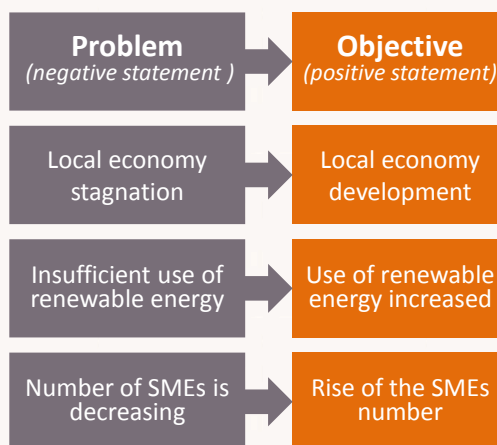 Problem
(negative statement )
Objective
(positive statement)
Local economy
stagnation
Local economy
development
Insufficient use of
renewable energy
Use of renewable
energy increased
Number of SMEs is
decreasing
Rise of the SMEs
number